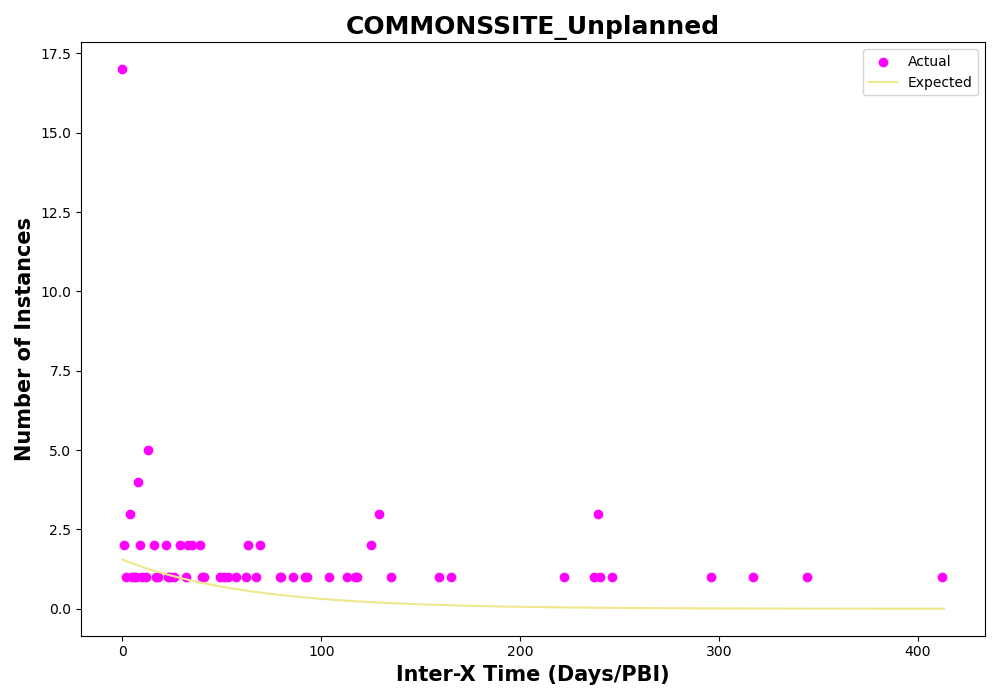 COMMONSSITE_Unplanned
17.5
15.0
12.5
10.0
7.5
5.0
2.5
0.0
Number of Instances
Actual
Expected
0
100
200
300
400
Inter-X Time (Days/PBI)